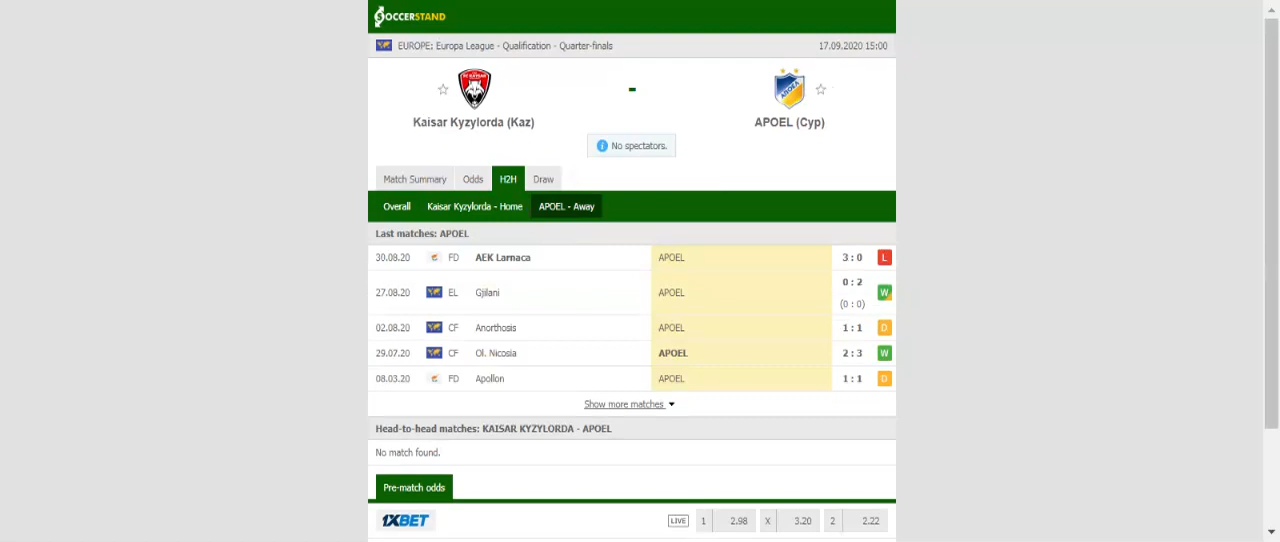 SOCCERSTAND
EUROPE: Europa League - Qualification - Quarter-finals 17.09.2020 15:00
Kaisar Kyzylorda (Kaz) - APOEL (Cyp)
No spectators.
Match Summary Odds H2H Draw
Overall Kaisar Kyzylorda - Home APOEL - Away
Last matches: APOEL
30.08.20 FD AEK Larnaca APOEL 3 : 0 L
27.08.20 EL Gjilani APOEL 0 : 2 (0 : 0) W
02.08.20 CF Anorthosis APOEL 1 : 1 D
29.07.20 CF Ol. Nicosia APOEL 2 : 3 W
08.03.20 FD Apollon APOEL 1 : 1 D
Show more matches
Head-to-head matches: KAISAR KYZYLORDA - APOEL
No match found.
Pre-match odds
1XBET LIVE 1 2.98 X 3.20 2 2.22